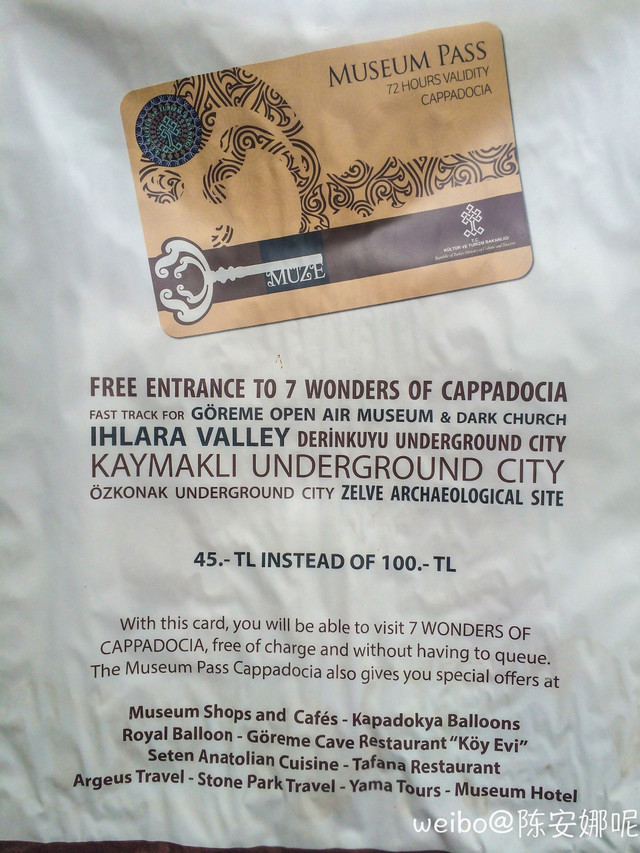 MUSEUM PASS
72 HOURS VALIDITY
CAPPADOCIA
T.C.
KÜLTÜR VE TURİZM BAKANLIĞI
MÜZE
FREE ENTRANCE TO 7 WONDERS OF CAPPADOCIA
FAST TRACK FOR GÖREME OPEN AIR MUSEUM & DARK CHURCH
IHLARA VALLEY DERİNKUYU UNDERGROUND CITY
KAYMAKLI UNDERGROUND CITY
ÖZKONAK UNDERGROUND CITY ZELVE ARCHAEOLOGICAL SITE
45.- TL INSTEAD OF 100.- TL
With this card, you will be able to visit 7 WONDERS OF
CAPPADOCIA, free of charge and without having to queue.
The Museum Pass Cappadocia also gives you special offers at
Museum Shops and Cafés - Kapadokya Balloons
Royal Balloon - Göreme Cave Restaurant "Köy Evi"
Seten Anatolian Cuisine - Tafana Restaurant
Argeus Travel - Stone Park Travel - Yama Tours - Museum Hotel
weibo@陈安娜呢